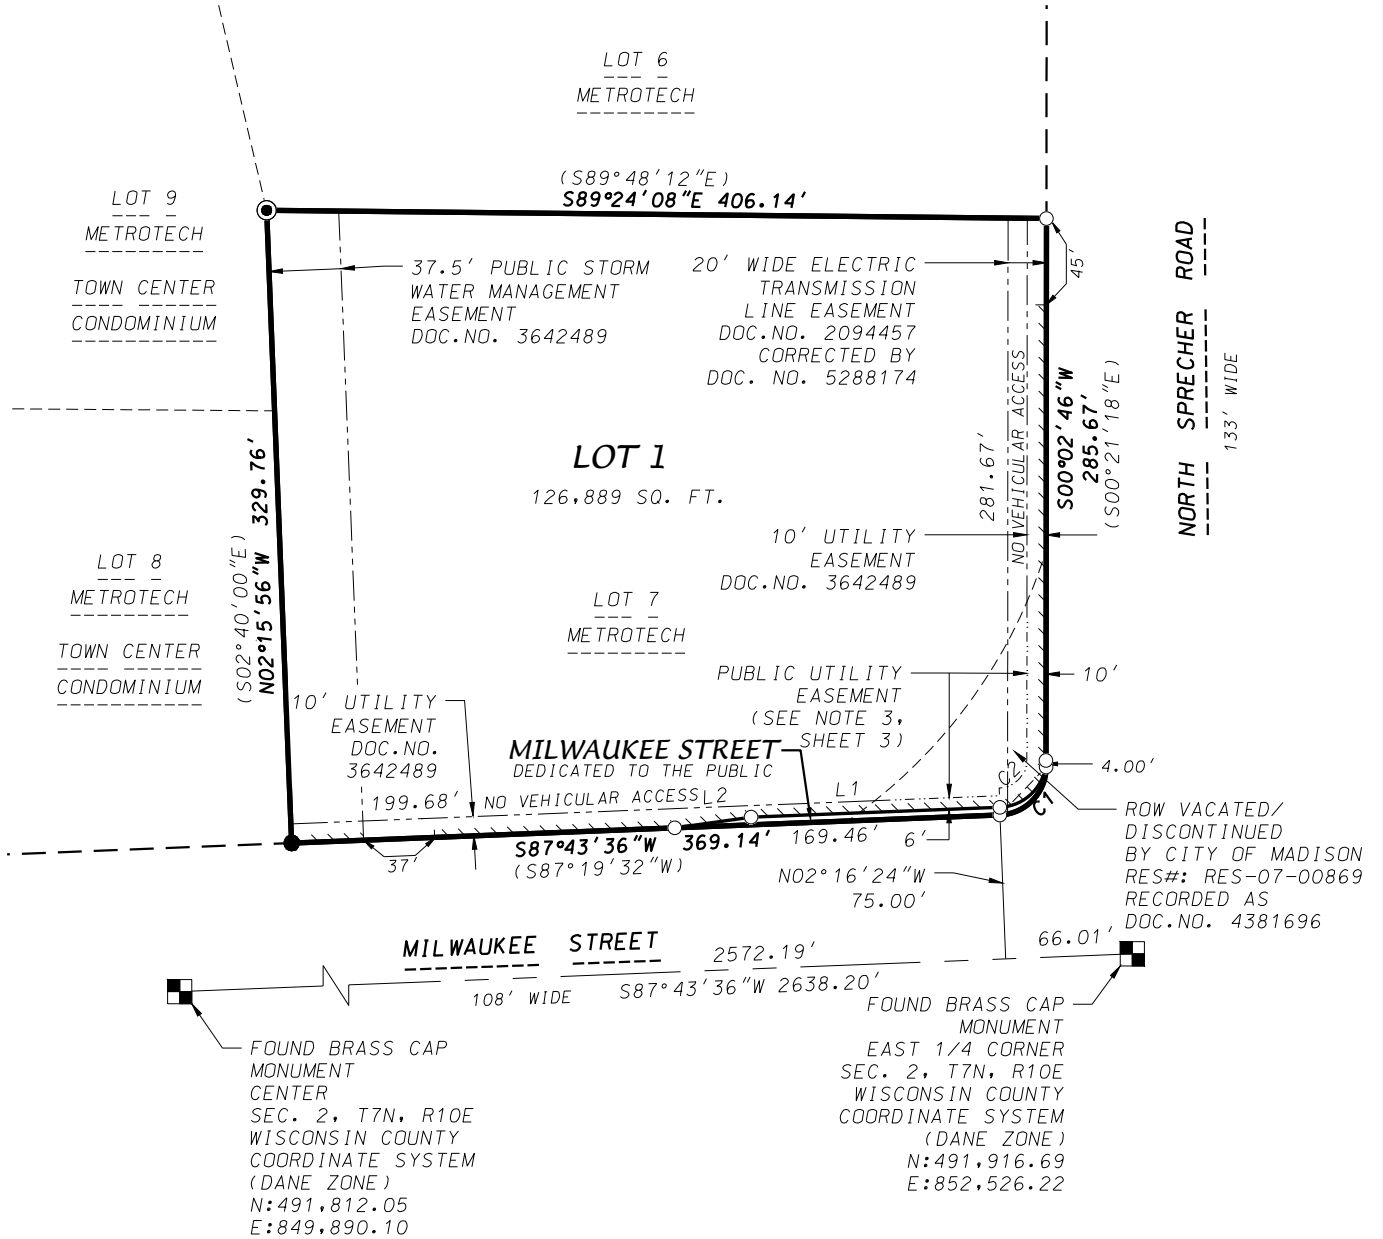 LOT 6
METROTECH
(S89°48'12"E)
S89°24'08"E 406.14'
LOT 9
METROTECH
TOWN CENTER
CONDOMINIUM
37.5' PUBLIC STORM
WATER MANAGEMENT
EASEMENT
DOC.NO. 3642489
20' WIDE ELECTRIC
TRANSMISSION
LINE EASEMENT
DOC.NO. 2094457
CORRECTED BY
DOC. NO. 5288174
45'
NORTH SPRECHER ROAD
133' WIDE
NO VEHICULAR ACCESS
S00°02'46"W
285.67'
(S00°21'18"E)
281.67'
LOT 1
126,889 SQ. FT.
N02°15'56"W 329.76'
(S02°40'00"E)
10' UTILITY
EASEMENT
DOC.NO. 3642489
LOT 8
METROTECH
TOWN CENTER
CONDOMINIUM
LOT 7
METROTECH
PUBLIC UTILITY
EASEMENT
(SEE NOTE 3,
SHEET 3)
10'
10' UTILITY
EASEMENT
DOC.NO.
3642489
MILWAUKEE STREET
DEDICATED TO THE PUBLIC
4.00'
C2
C1
L1
199.68' NO VEHICULAR ACCESS L2
ROW VACATED/
DISCONTINUED
BY CITY OF MADISON
RES#: RES-07-00869
RECORDED AS
DOC.NO. 4381696
S87°43'36"W 369.14'
(S87°19'32"W)
169.46'
6'
37'
N02°16'24"W
75.00'
MILWAUKEE STREET
2572.19'
66.01'
108' WIDE
S87°43'36"W 2638.20'
FOUND BRASS CAP
MONUMENT
EAST 1/4 CORNER
SEC. 2, T7N, R10E
WISCONSIN COUNTY
COORDINATE SYSTEM
(DANE ZONE)
N:491,916.69
E:852,526.22
FOUND BRASS CAP
MONUMENT
CENTER
SEC. 2, T7N, R10E
WISCONSIN COUNTY
COORDINATE SYSTEM
(DANE ZONE)
N:491,812.05
E:849,890.10